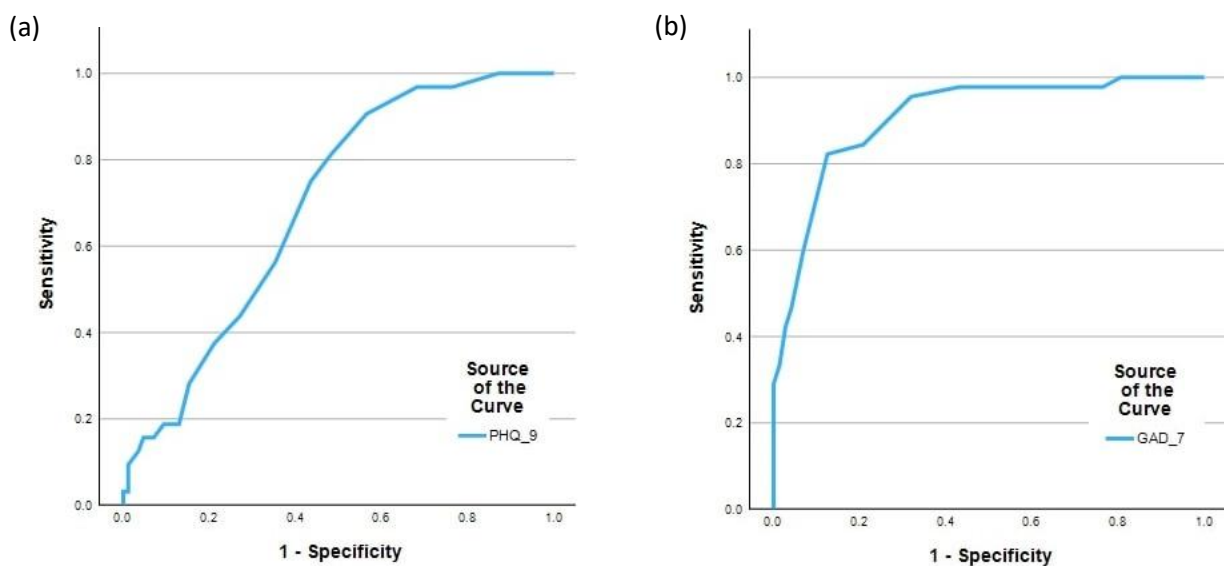 (a)
1.0
0.8
0.6
0.4
0.2
0.0
Sensitivity
0.0 0.2 0.4 0.6 0.8 1.0
1 - Specificity
Source
of the
Curve
PHQ_9
(b)
1.0
0.8
0.6
0.4
0.2
0.0
Sensitivity
0.0 0.2 0.4 0.6 0.8 1.0
1 - Specificity
Source
of the
Curve
GAD_7